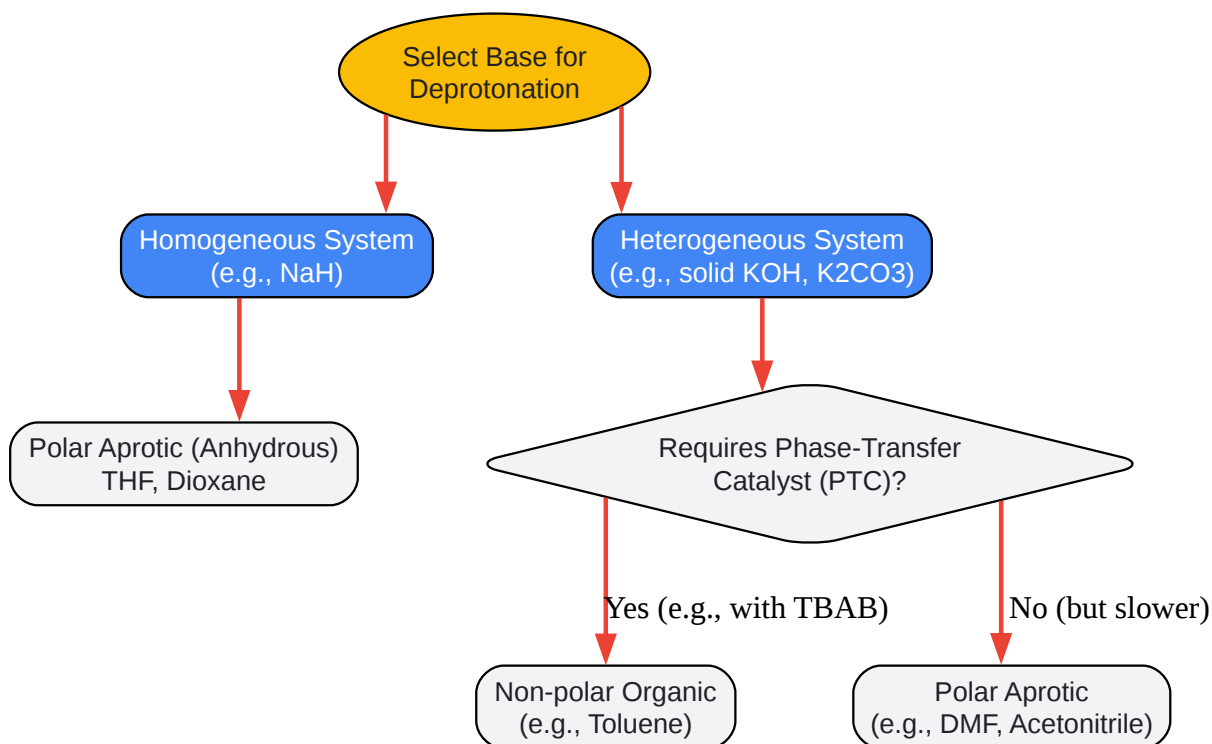 Select Base for
Deprotonation
Homogeneous System
(e.g., NaH)
Heterogeneous System
(e.g., solid KOH, K2CO3)
Polar Aprotic (Anhydrous)
THF, Dioxane
Requires Phase-Transfer
Catalyst (PTC)?
Yes (e.g., with TBAB)
No (but slower)
Non-polar Organic
(e.g., Toluene)
Polar Aprotic
(e.g., DMF, Acetonitrile)